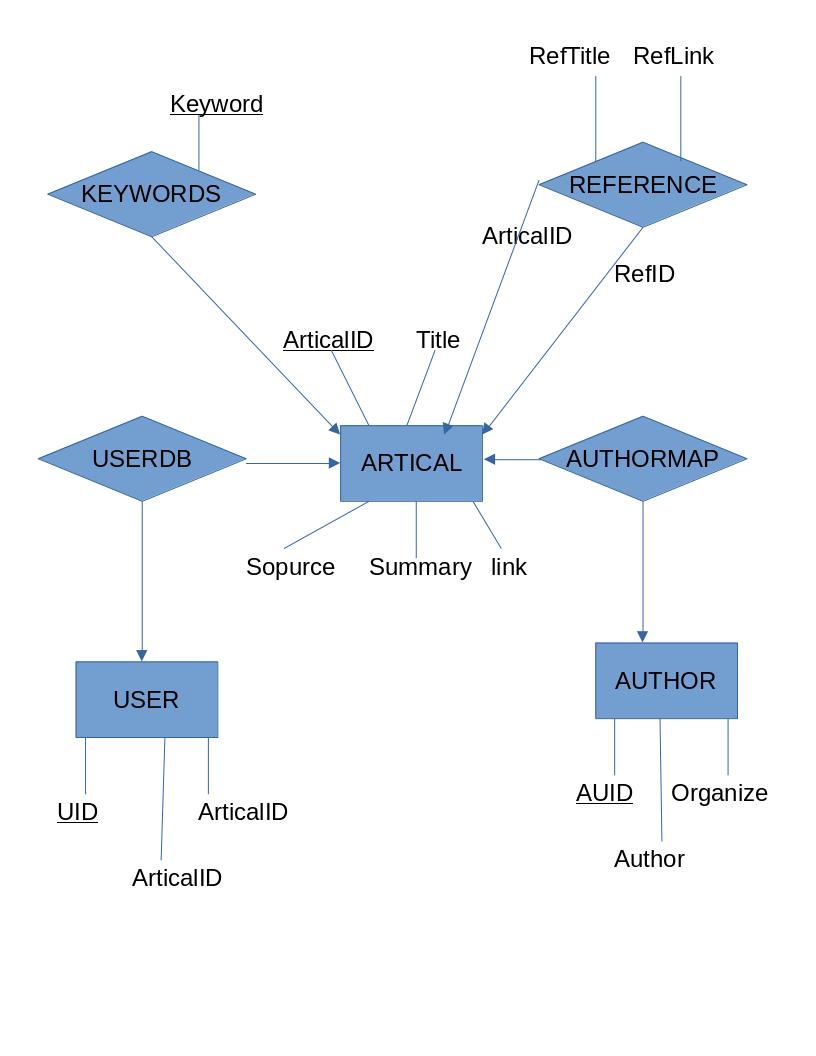 RefTitle RefLink
Keyword
KEYWORDS
REFERENCE
ArticalID
RefID
ArticalID Title
USERDB
ARTICAL
AUTHORMAP
Sopurce Summary link
USER
AUTHOR
UID
ArticalID
ArticalID
AUID
Organize
Author